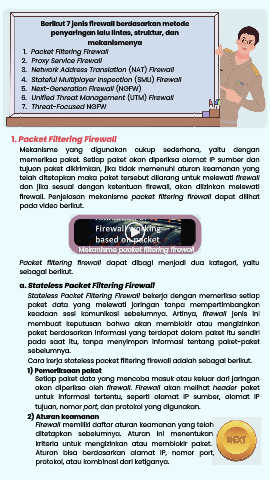 Berikut 7 jenis firewall berdasarkan metode
penyaringan lalu lintas, struktur, dan
mekanismenya
1. Packet Filtering Firewall
2. Proxy Service Firewall
3. Network Address Translation (NAT) Firewall
4. Stateful Multiplayer Inspection (SMLI) Firewall
5. Next-Generation Firewall (NGFW)
6. Unified Threat Management (UTM) Firewall
7. Threat-Focused NGFW
1. Packet Filtering Firewall
Mekanisme yang digunakan cukup sederhana, yaitu dengan
memeriksa paket. Setiap paket akan diperiksa alamat IP sumber dan
tujuan paket dikirimkan, jika tidak memenuhi aturan keamanan yang
telah ditetapkan maka paket tersebut dilarang untuk melewati firewall
dan jika sesuai dengan ketentuan firewall, akan diizinkan melewati
firewall. Penjelasan mekanisme packet filtering firewall dapat dilihat
pada video berikut.
Firewall working
based on packet
Mekanisme packet filtering firewall
Packet filtering firewall dapat dibagi menjadi dua kategori, yaitu
sebagai berikut.
a. Stateless Packet Filtering Firewall
Stateless Packet Filtering Firewall bekerja dengan memeriksa setiap
paket data yang melewati jaringan tanpa mempertimbangkan
keadaan sesi komunikasi sebelumnya. Artinya, firewall jenis ini
membuat keputusan bahwa akan memblokir atau mengizinkan
paket berdasarkan informasi yang terdapat dalam paket itu sendiri
pada saat itu, tanpa menyimpan informasi tentang paket-paket
sebelumnya.
Cara kerja stateless packet filtering firewall adalah sebagai berikut.
1) Pemeriksaan paket
Setiap paket data yang mencoba masuk atau keluar dari jaringan
akan diperiksa oleh firewall. Firewall akan melihat header paket
untuk informasi tertentu, seperti alamat IP sumber, alamat IP
tujuan, nomor port, dan protokol yang digunakan.
2) Aturan keamanan
Firewall memiliki daftar aturan keamanan yang telah
ditetapkan sebelumnya. Aturan ini menentukan
kriteria untuk mengizinkan atau memblokir paket.
Aturan bisa berdasarkan alamat IP, nomor port,
protokol, atau kombinasi dari ketiganya.
NEXT